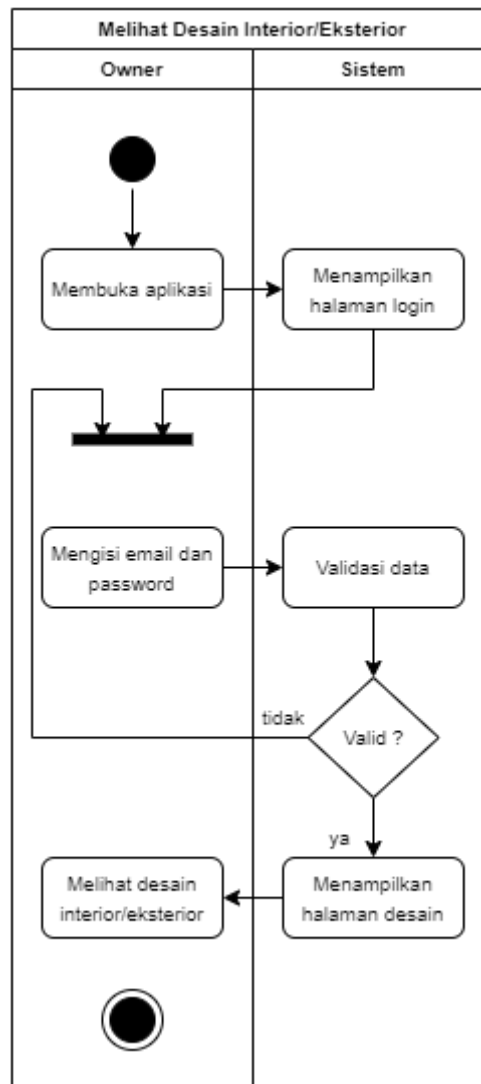 Melihat Desain Interior/Eksterior
Owner
Sistem
Membuka aplikasi
Menampilkan
halaman login
Mengisi email dan
password
Validasi data
tidak
Valid ?
ya
Melihat desain
interior/eksterior
Menampilkan
halaman desain